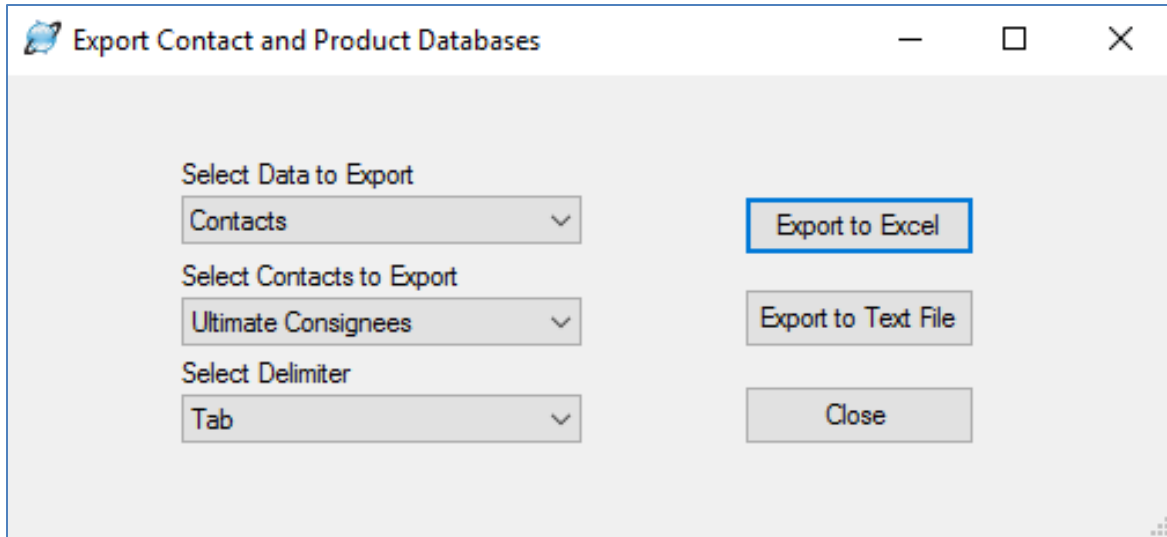 Export Contact and Product Databases
Select Data to Export
Contacts
Export to Excel
Select Contacts to Export
Ultimate Consignees
Export to Text File
Select Delimiter
Tab
Close